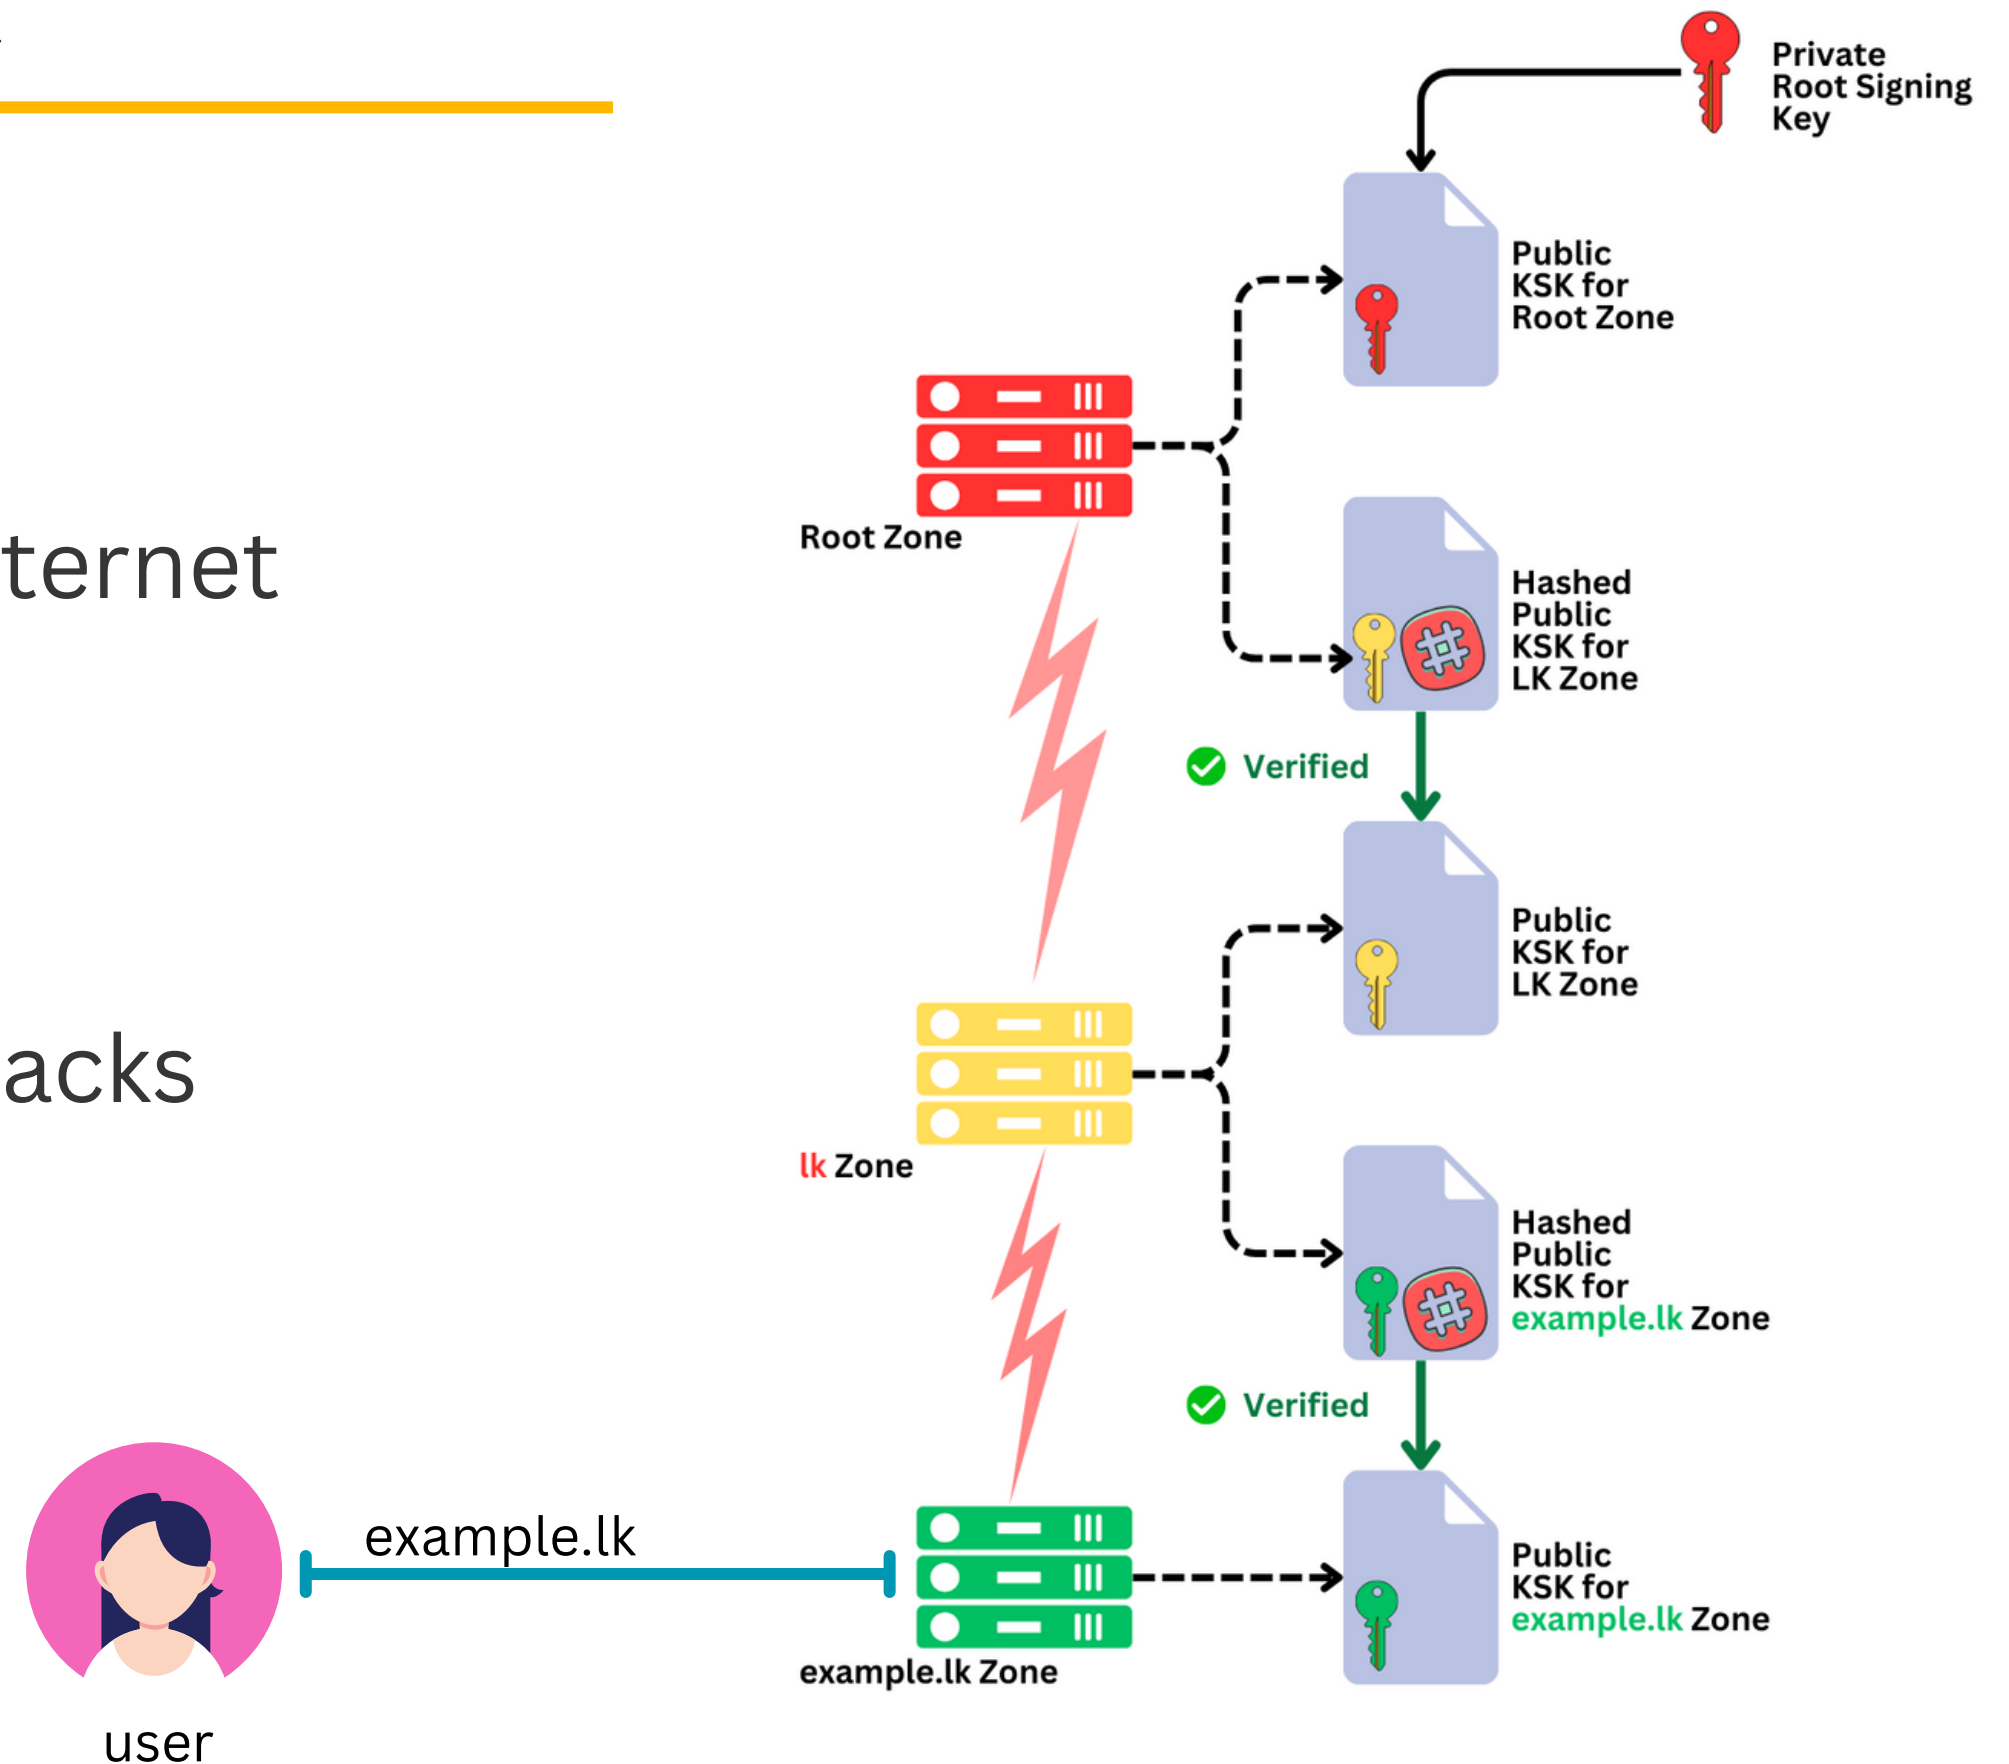 Private
Root Signing
Key
Public
KSK for
Root Zone
Root Zone
ternet
Hashed
Public
KSK for
LK Zone
Verified
Public
KSK for
LK Zone
acks
lk Zone
Hashed
Public
KSK for
example.lk Zone
Verified
example.lk
Public
KSK for
example.lk Zone
example.lk Zone
user